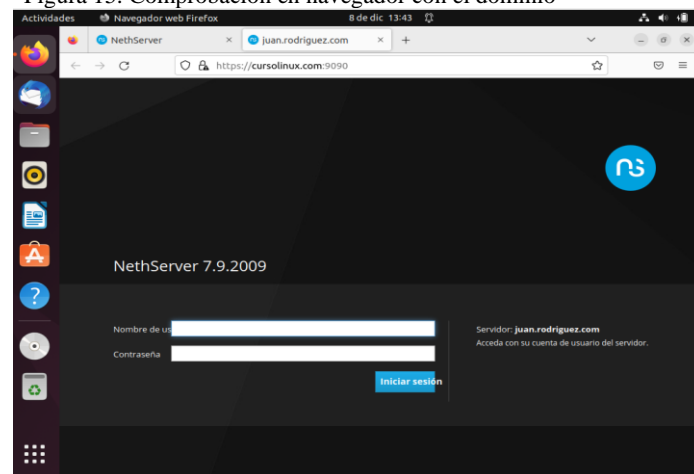 Figura 15. Comprobación en navegador con el dominio
Actividades Navegador web Firefox 8 de dic 13:43
NethServer × juan.rodriguez.com × +
https://cursolinux.com:9090
NethServer 7.9.2009
Nombre de us
Servidor: juan.rodriguez.com
Acceda con su cuenta de usuario del servidor.
Contraseña
Iniciar sesión